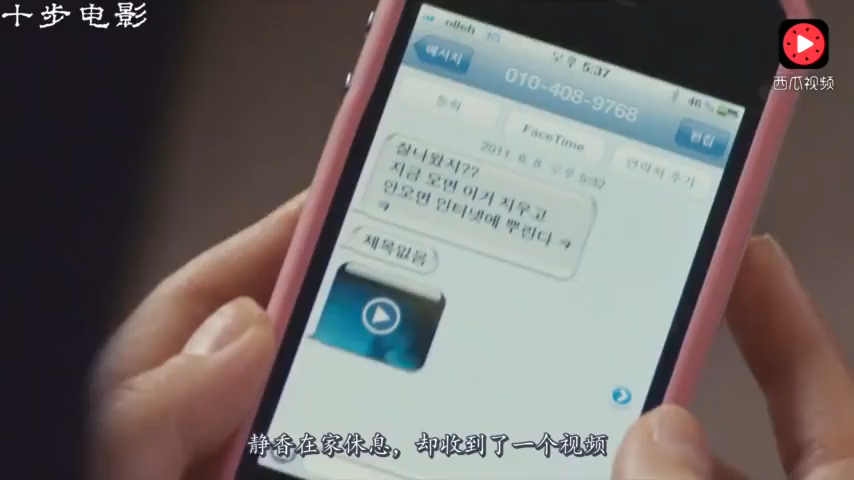 十步电影
西瓜视频
olleh 3G
오후 5:37
46%
메시지
010-408-9768
편집
통화
FaceTime
연락처 추가
2011. 6. 8. 오후 5:32
잘나왔지??
지금 오면 이거 지우고
안오면 인터넷에 뿌린다 ㅋ
ㅋ
제목없음
静香在家休息，却收到了一个视频